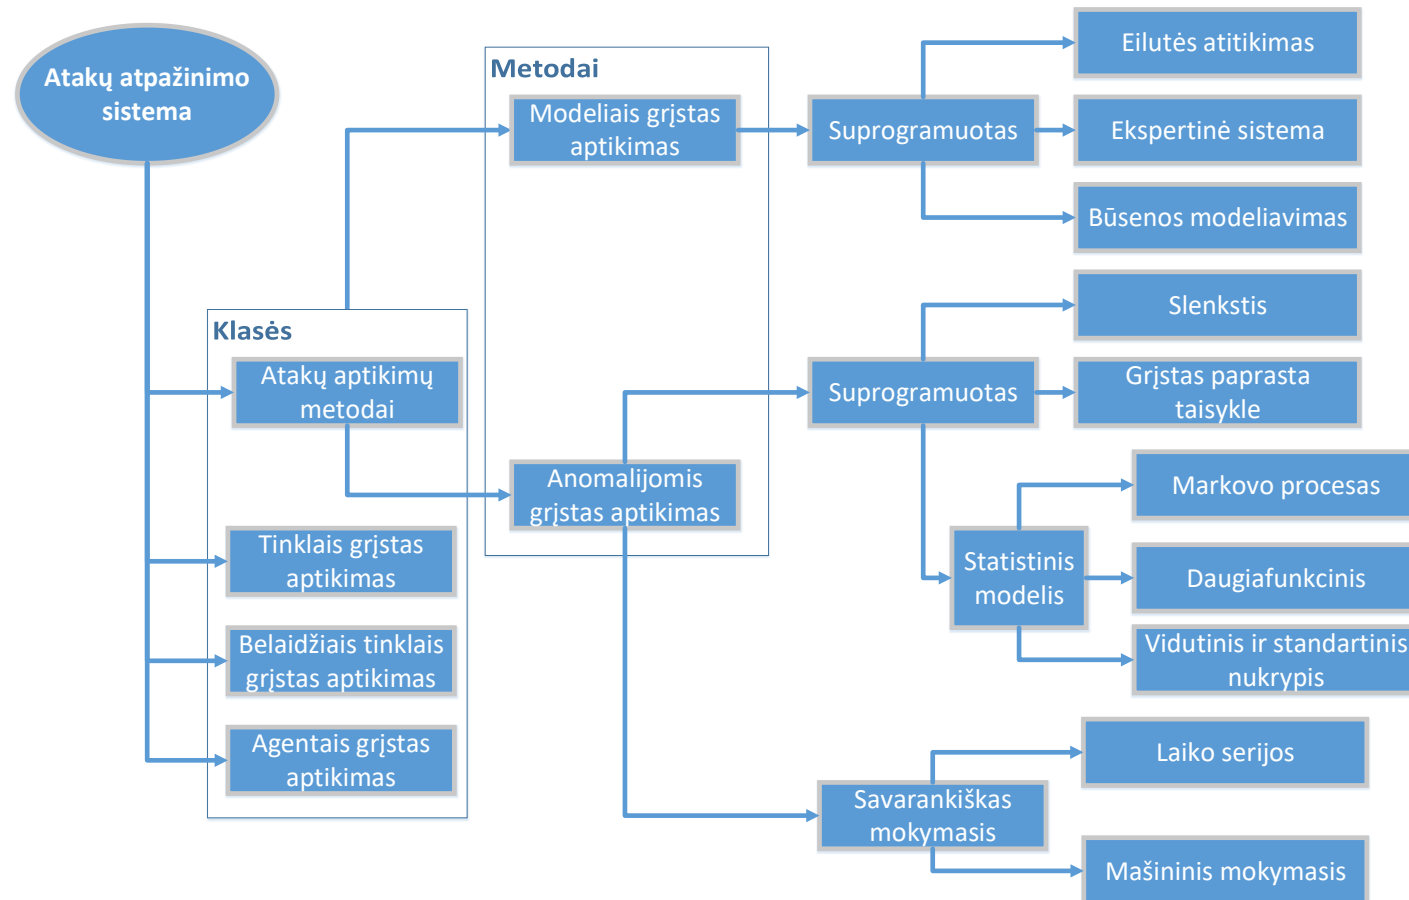 Atakų atpažinimo
sistema
Klasės
Atakų aptikimų
metodai
Tinklais grįstas
aptikimas
Belaidžiais tinklais
grįstas aptikimas
Agentais grįstas
aptikimas
Metodai
Modeliais grįstas
aptikimas
Anomalijomis
grįstas aptikimas
Suprogramuotas
Eilutės atitikimas
Ekspertinė sistema
Būsenos modeliavimas
Suprogramuotas
Slenkstis
Grįstas paprasta
taisykle
Statistinis
modelis
Markovo procesas
Daugiafunkcinis
Vidutinis ir standartinis
nukrypis
Savarankiškas
mokymasis
Laiko serijos
Mašininis mokymasis